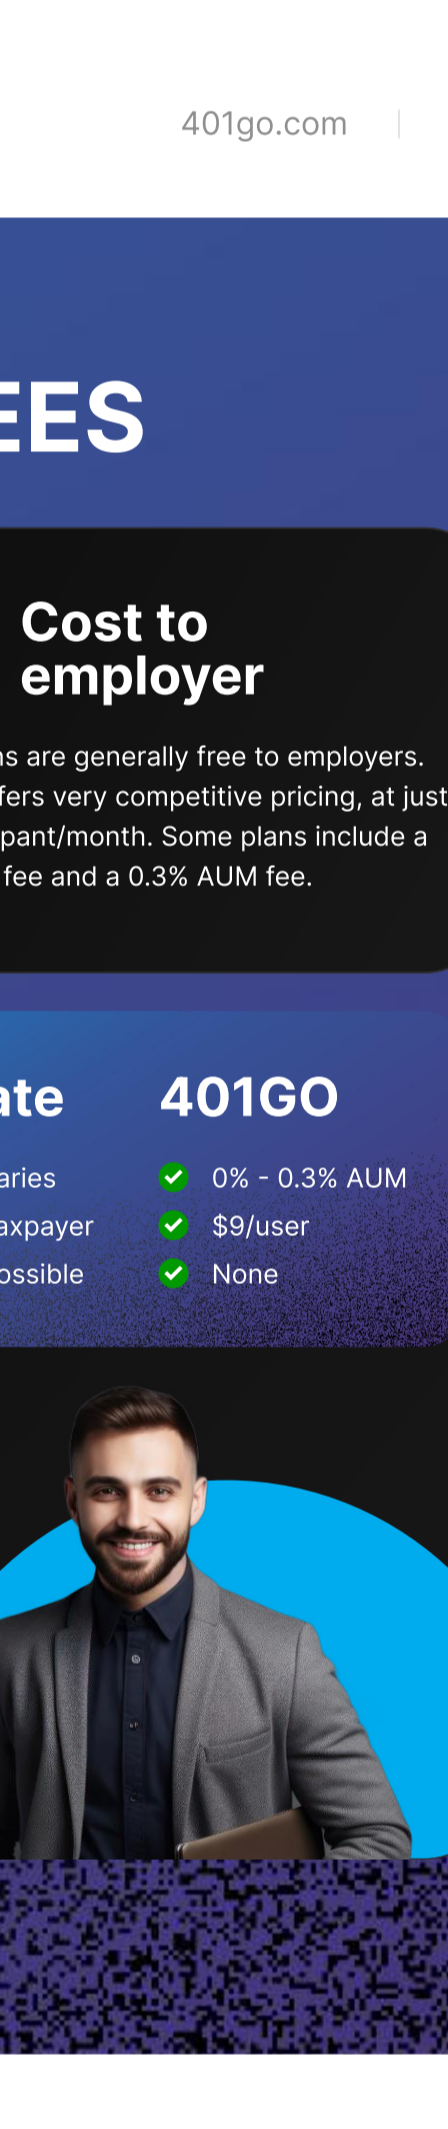 401go.com
EES
Cost to
employer
ns are generally free to employers.
fers very competitive pricing, at just
pant/month. Some plans include a
fee and a 0.3% AUM fee.
ate
401GO
aries
0% - 0.3% AUM
axpayer
$9/user
ossible
None